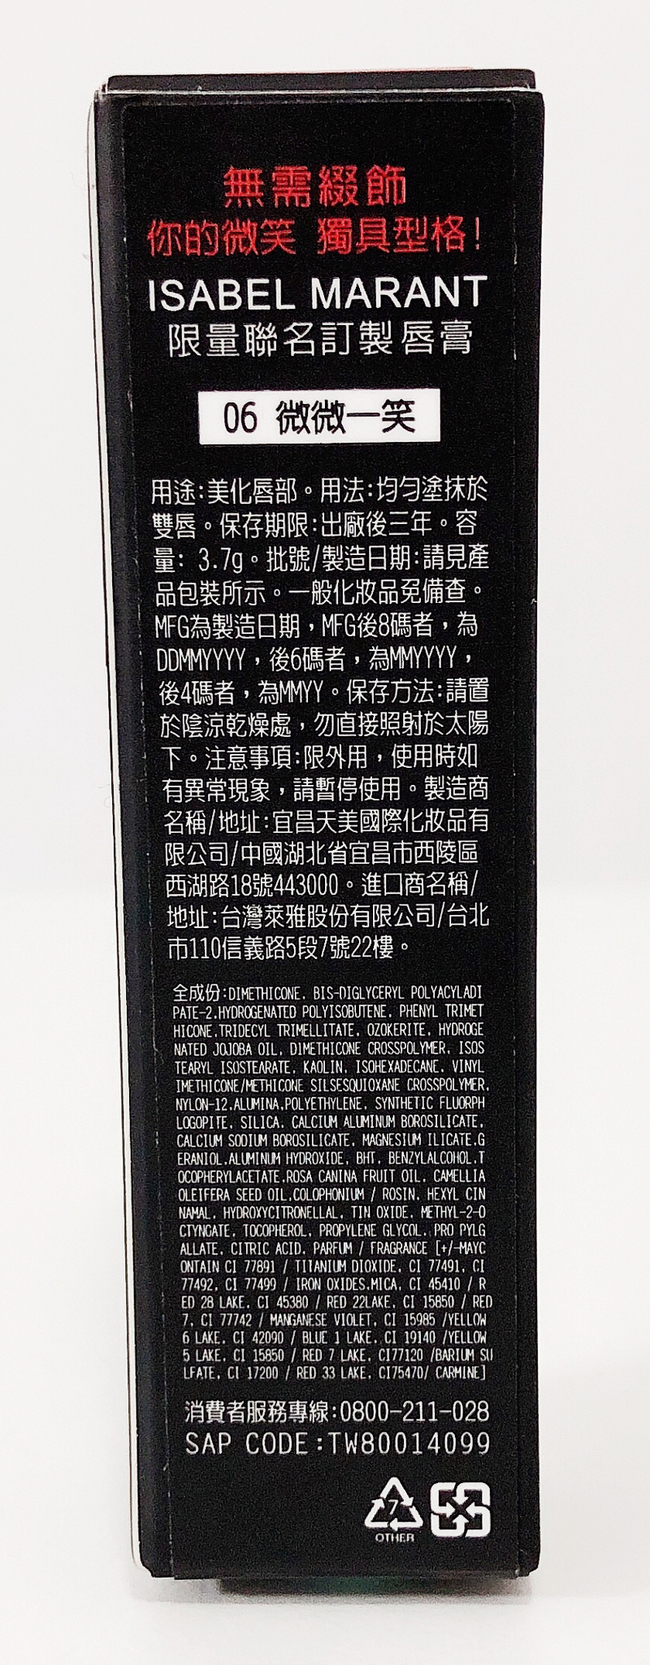 無需綴飾
你的微笑 獨具型格!
ISABEL MARANT
限量聯名訂製唇膏
06 微微一笑
用途:美化唇部。用法:均勻塗抹於
雙唇。保存期限:出廠後三年。容
量: 3.7g。批號/製造日期:請見產
品包裝所示。一般化妝品免備查。
MFG為製造日期，MFG後8碼者，為
DDMMYYYY，後6碼者，為MMYYYY，
後4碼者，為MMYY。保存方法:請置
於陰涼乾燥處，勿直接照射於太陽
下。注意事項:限外用，使用時如
有異常現象，請暫停使用。製造商
名稱/地址:宜昌天美國際化妝品有
限公司/中國湖北省宜昌市西陵區
西湖路18號443000。進口商名稱/
地址:台灣萊雅股份有限公司/台北
市110信義路5段7號22樓。
全成份:DIMETHICONE, BIS-DIGLYCERYL POLYACYLADI
PATE-2,HYDROGENATED POLYISOBUTENE, PHENYL TRIMET
HICONE,TRIDECYL TRIMELLITATE, OZOKERITE, HYDROGE
NATED JOJOBA OIL, DIMETHICONE CROSSPOLYMER, ISOS
TEARYL ISOSTEARATE, KAOLIN, ISOHEXADECANE, VINYL
IMETHICONE/METHICONE SILSESQUIOXANE CROSSPOLYMER,
NYLON-12,ALUMINA,POLYETHYLENE, SYNTHETIC FLUORPH
LOGOPITE, SILICA, CALCIUM ALUMINUM BOROSILICATE,
CALCIUM SODIUM BOROSILICATE, MAGNESIUM ILICATE,G
ERANIOL,ALUMINUM HYDROXIDE, BHT, BENZYLALCOHOL,T
OCOPHERYLACETATE,ROSA CANINA FRUIT OIL, CAMELLIA
OLEIFERA SEED OIL,COLOPHONIUM / ROSIN, HEXYL CIN
NAMAL, HYDROXYCITRONELLAL, TIN OXIDE, METHYL-2-O
CTYNGATE, TOCOPHEROL, PROPYLENE GLYCOL, PRO PYLG
ALLATE, CITRIC ACID, PARFUM / FRAGRANCE [+/-MAYC
ONTAIN CI 77891 / TITANIUM DIOXIDE, CI 77491, CI
77492, CI 77499 / IRON OXIDES,MICA, CI 45410 / R
ED 28 LAKE, CI 45380 / RED 22LAKE, CI 15850 / RED
7, CI 77742 / MANGANESE VIOLET, CI 15985 /YELLOW
6 LAKE, CI 42090 / BLUE 1 LAKE, CI 19140 /YELLOW
5 LAKE, CI 15850 / RED 7 LAKE, CI77120 /BARIUM SU
LFATE, CI 17200 / RED 33 LAKE, CI75470/ CARMINE]
消費者服務專線:0800-211-028
SAP CODE:TW80014099
7
OTHER